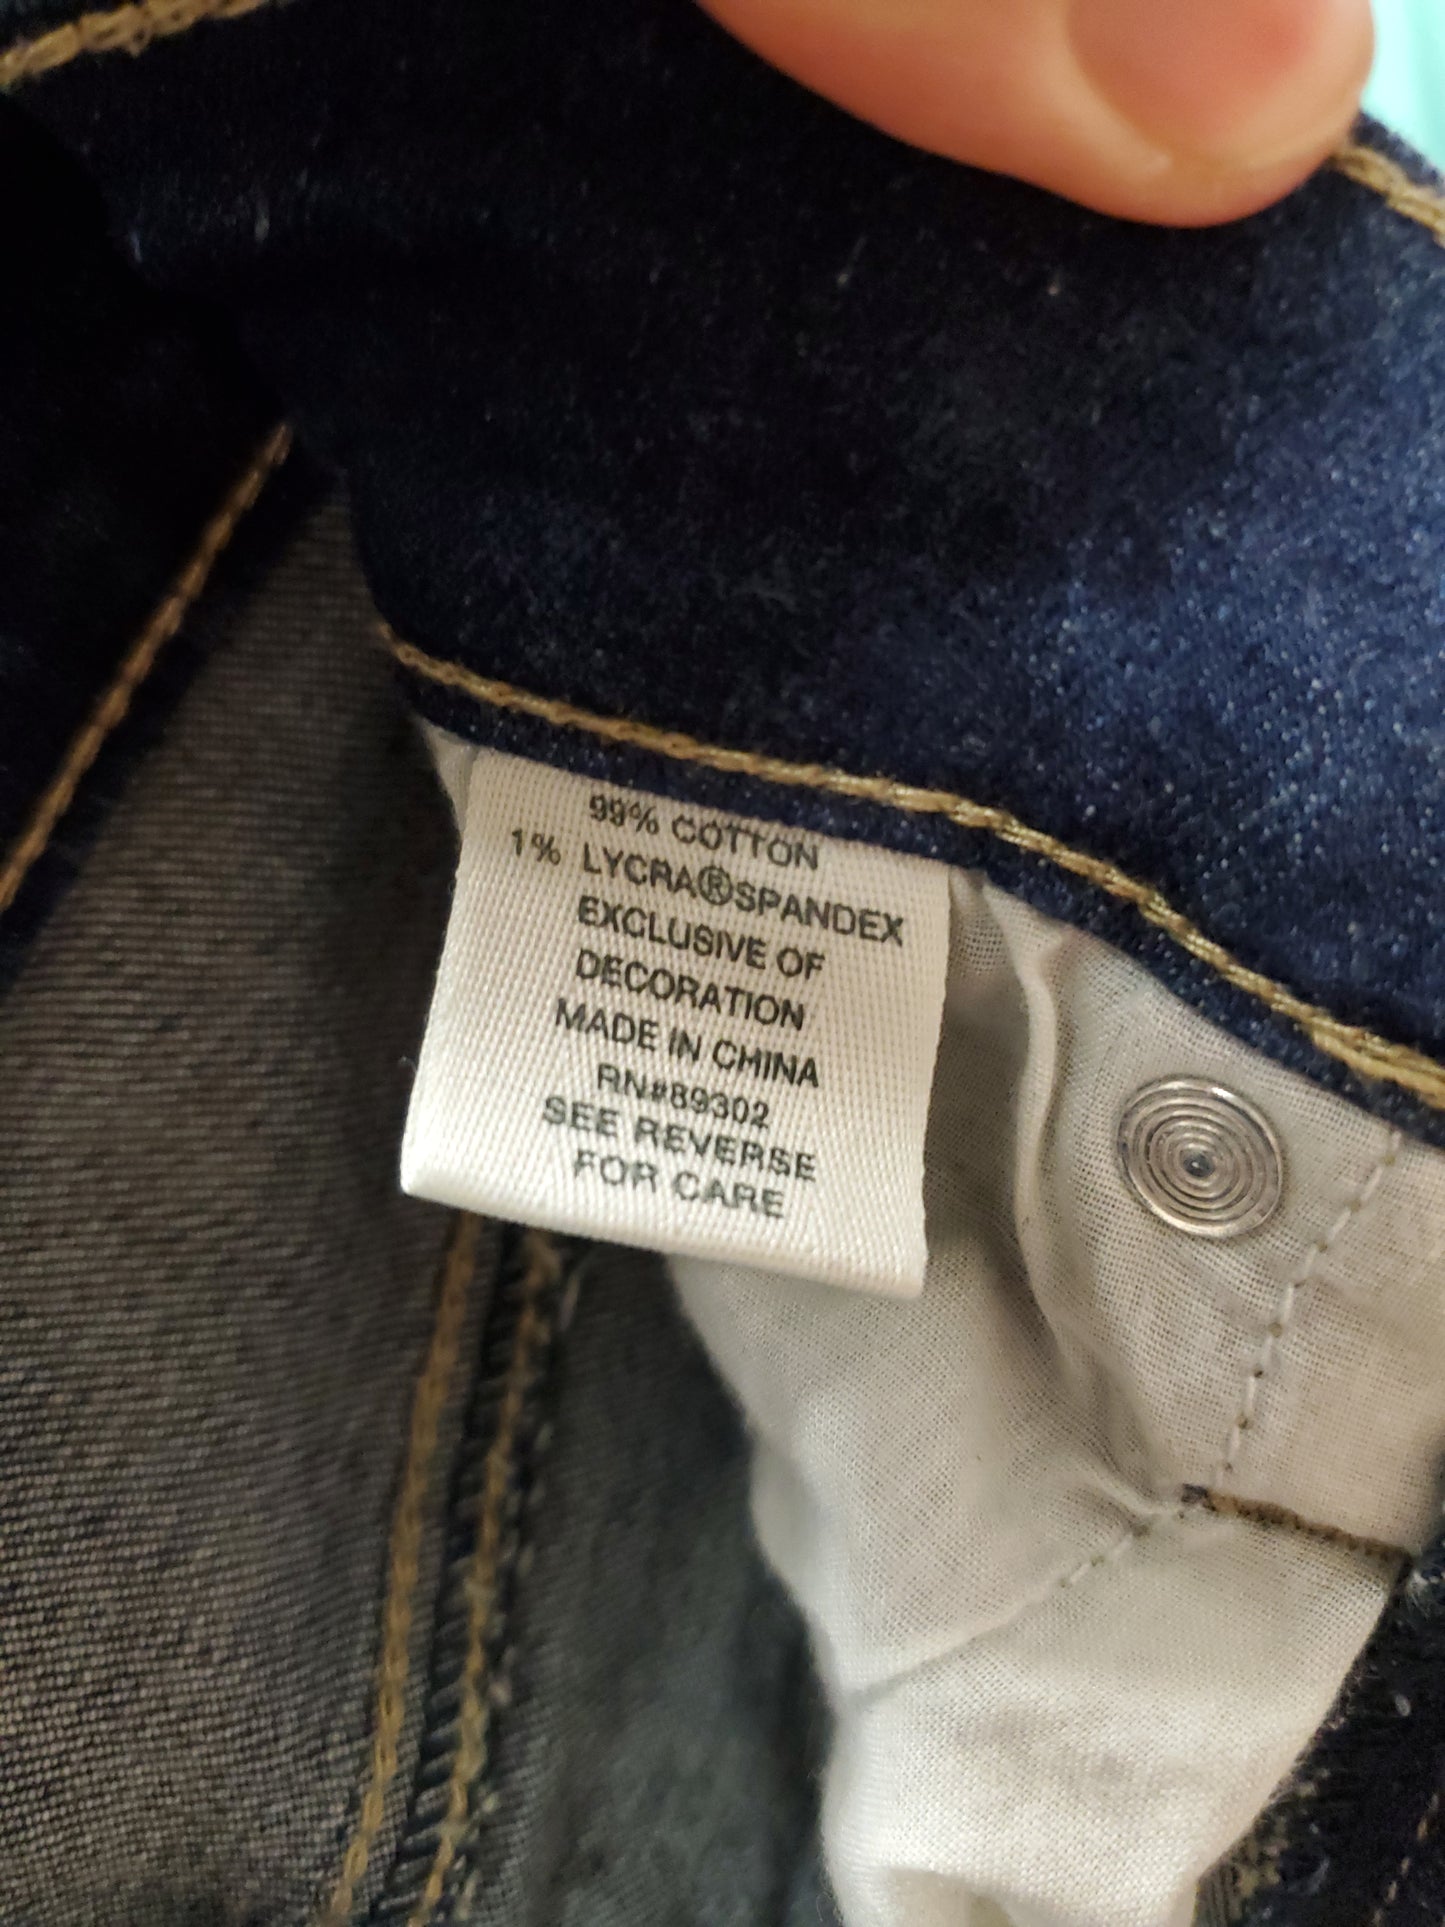 99% COTTON
1% LYCRA®SPANDEX
EXCLUSIVE OF
DECORATION
MADE IN CHINA
RN#89302
SEE REVERSE
FOR CARE